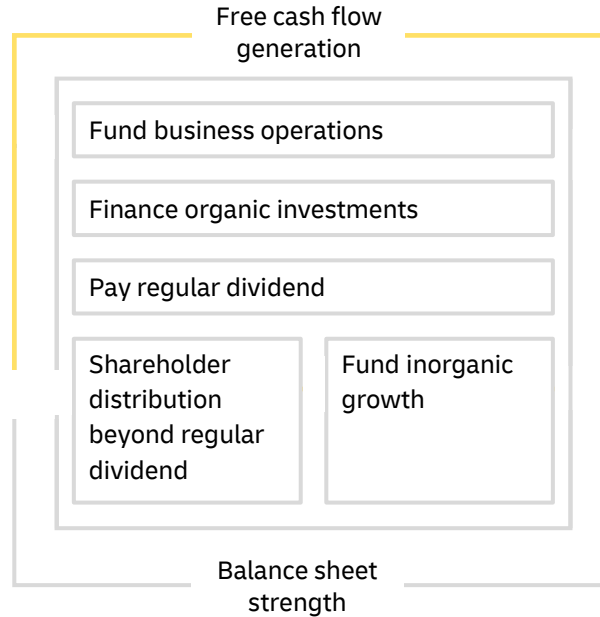 Free cash flow
generation
Fund business operations
Finance organic investments
Pay regular dividend
Shareholder
distribution
beyond regular
dividend
Fund inorganic
growth
Balance sheet
strength